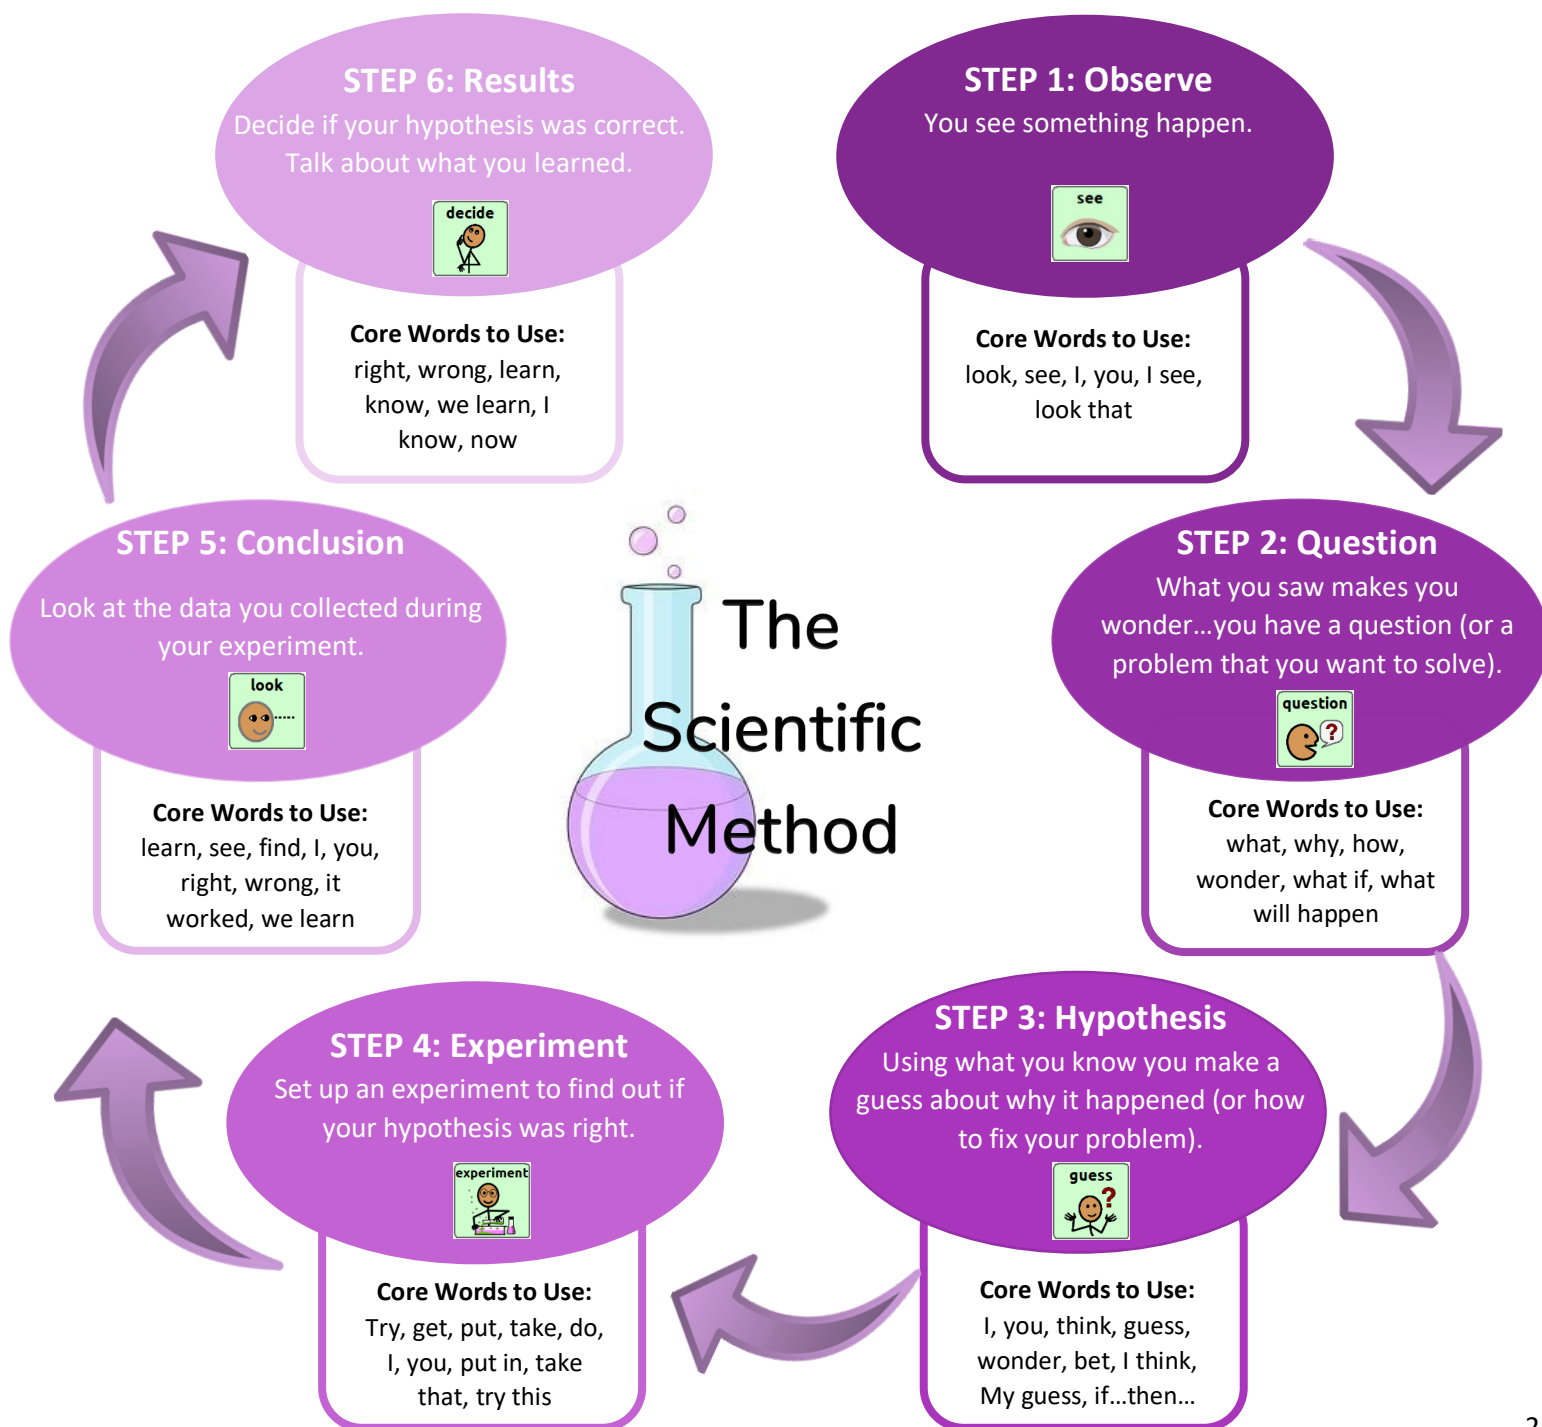 STEP 1: Observe
You see something happen.
see
Core Words to Use:
look, see, I, you, I see,
look that
STEP 2: Question
What you saw makes you
wonder…you have a question (or a
problem that you want to solve).
question
?
Core Words to Use:
what, why, how,
wonder, what if, what
will happen
STEP 3: Hypothesis
Using what you know you make a
guess about why it happened (or how
to fix your problem).
guess
?
Core Words to Use:
I, you, think, guess,
wonder, bet, I think,
My guess, if…then…
STEP 4: Experiment
Set up an experiment to find out if
your hypothesis was right.
experiment
Core Words to Use:
Try, get, put, take, do,
I, you, put in, take
that, try this
STEP 5: Conclusion
Look at the data you collected during
your experiment.
look
Core Words to Use:
learn, see, find, I, you,
right, wrong, it
worked, we learn
STEP 6: Results
Decide if your hypothesis was correct.
Talk about what you learned.
decide
Core Words to Use:
right, wrong, learn,
know, we learn, I
know, now
The
Scientific
Method